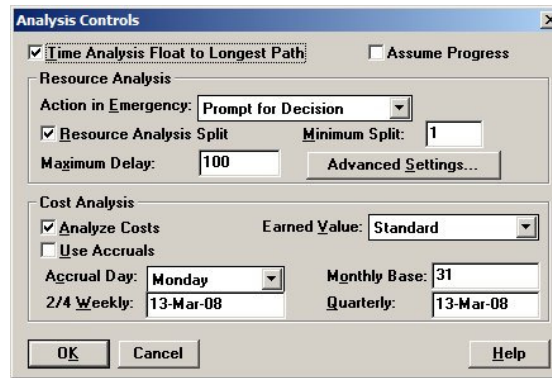 Analysis Controls
Time Analysis Float to Longest Path Assume Progress
Resource Analysis
Action in Emergency: Prompt for Decision
Resource Analysis Split Minimum Split: 1
Maximum Delay: 100 Advanced Settings...
Cost Analysis
Analyze Costs Earned Value: Standard
Use Accruals
Accrual Day: Monday Monthly Base: 31
2/4 Weekly: 13-Mar-08 Quarterly: 13-Mar-08
OK Cancel Help